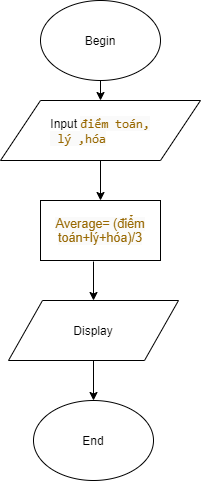 Begin
Input điểm toán,
lý ,hóa
Average= (điểm
toán+lý+hóa)/3
Display
End